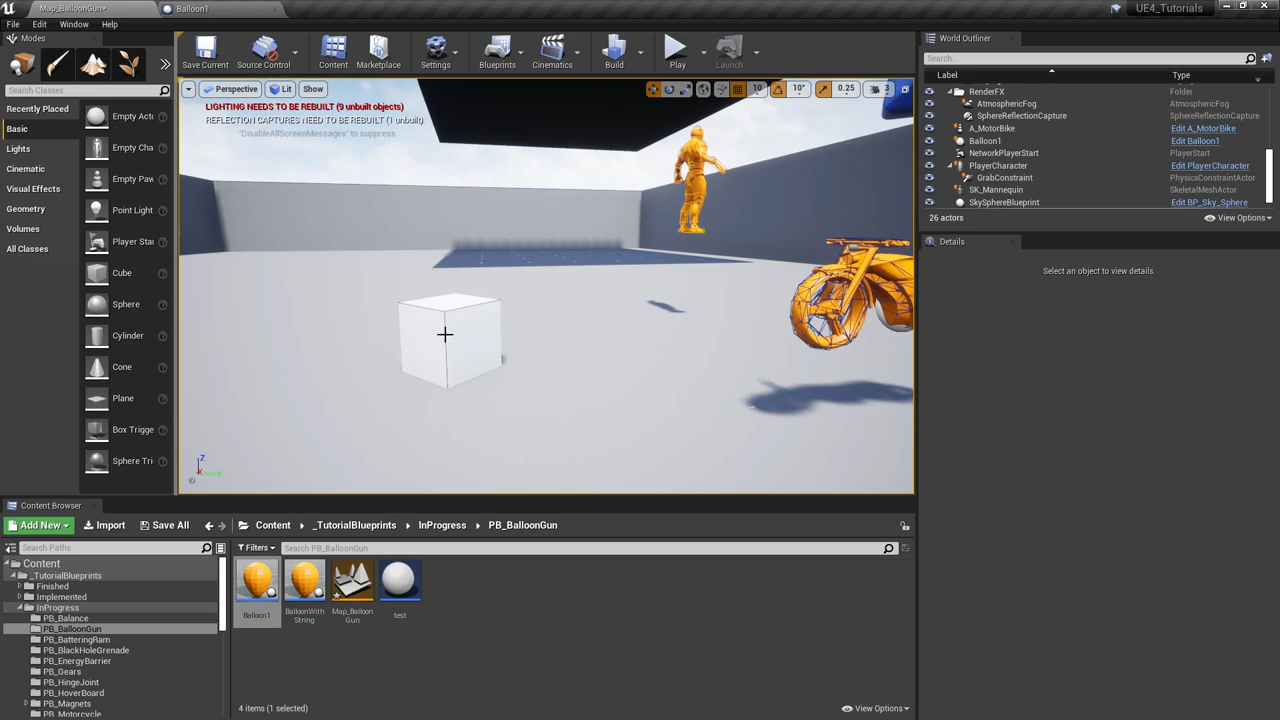 Map_BalloonGun*
Balloon1
UE4_Tutorials
File Edit Window Help
Modes
Search Classes
Recently Placed
Basic
Lights
Cinematic
Visual Effects
Geometry
Volumes
All Classes
Empty Acto
Empty Cha
Empty Paw
Point Light
Player Star
Cube
Sphere
Cylinder
Cone
Plane
Box Trigge
Sphere Tri
Save Current
Source Control
Content
Marketplace
Settings
Blueprints
Cinematics
Build
Play
Launch
Perspective
Lit
Show
10
10°
0.25
3
LIGHTING NEEDS TO BE REBUILT (9 unbuilt objects)
REFLECTION CAPTURES NEED TO BE REBUILT (1 unbuilt)
'DisableAllScreenMessages' to suppress
Z
X
World Outliner
Search...
Label Type
RenderFX Folder
AtmosphericFog AtmosphericFog
SphereReflectionCapture SphereReflectionCapture
A_MotorBike Edit A_MotorBike
Balloon1 Edit Balloon1
NetworkPlayerStart PlayerStart
PlayerCharacter Edit PlayerCharacter
GrabConstraint PhysicsConstraintActor
SK_Mannequin SkeletalMeshActor
SkySphereBlueprint Edit BP_Sky_Sphere
26 actors
View Options
Details
Select an object to view details.
Content Browser
Add New
Import
Save All
Content
_TutorialBlueprints
InProgress
PB_BalloonGun
Search Paths
Content
_TutorialBlueprints
Finished
Implemented
InProgress
PB_Balance
PB_BalloonGun
PB_BatteringRam
PB_BlackHoleGrenade
PB_EnergyBarrier
PB_Gears
PB_HingeJoint
PB_HoverBoard
PB_Magnets
PB_Motorcycle
Filters
Search PB_BalloonGun
Balloon1
BalloonWith
String
Map_Balloon
Gun
test
4 items (1 selected)
View Options